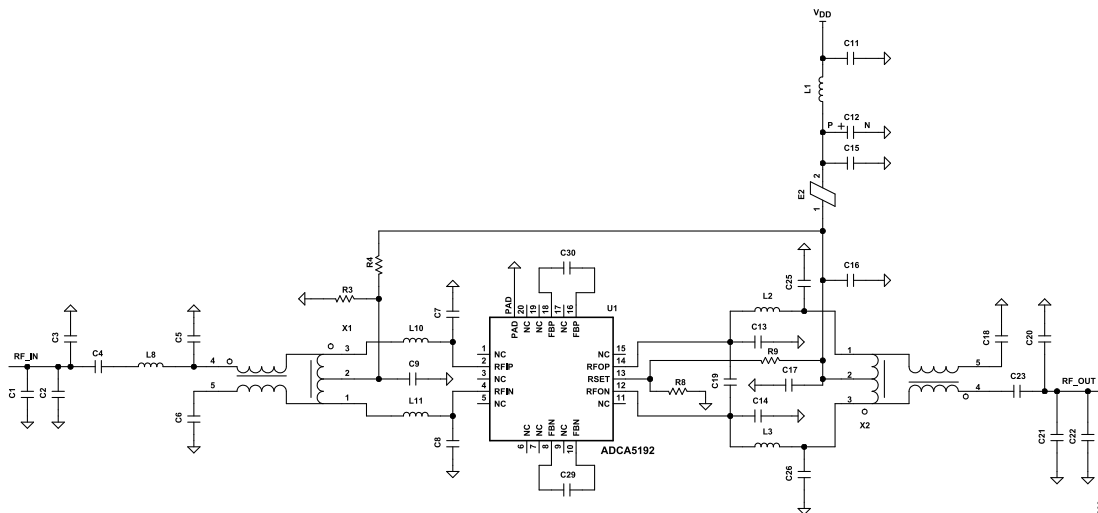 VDD
C11
L1
P + C12 N
C15
2
E2
1
R4
C30
C25
C16
R3
PAD
PAD
20 NC
19 NC
18 FBP
17 NC
16 FBP
U1
L2
C3
C5
X1
L10
C7
C13
C18
C20
RF_IN
C4
L8
4
3
1 NC
2 RFIP
3 NC
4 RFIN
5 NC
15 NC
14 RFOP
13 RSET
12 RFON
11 NC
R9
1
5
C1
C2
5
2
C9
C19
R8
C17
2
4
C23
RF_OUT
C6
1
L11
C8
C14
3
X2
L3
C21
C22
NC 6
NC 7
FBN 8
NC 9
FBN 10
ADCA5192
C29
C26